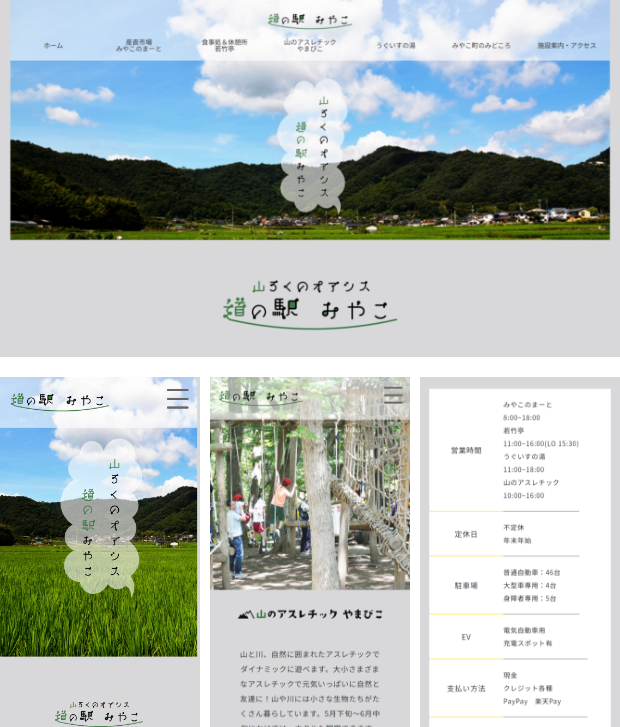 道の駅 みやこ
ホーム
産直市場
みやこのまーと
食事処＆休憩所
若竹亭
山のアスレチック
やまびこ
うぐいすの湯
みやこ町のみどころ
施設案内・アクセス
山ろくのオアシス
道の駅みやこ
山ろくのオアシス
道の駅 みやこ
道の駅 みやこ
山ろくのオアシス
道の駅みやこ
山ろくのオアシス
道の駅 みやこ
道の駅 みやこ
山のアスレチック やまびこ
山と川、自然に囲まれたアスレチックで
ダイナミックに遊べます。大小さまざま
なアスレチックで元気いっぱいに自然と
友達に！山や川には小さな生物たちがた
くさん暮らしています。5月下旬〜6月中
営業時間
みやこのまーと
8:00~18:00
若竹亭
11:00~16:00(LO 15:30)
うぐいすの湯
11:00~18:00
山のアスレチック
10:00~16:00
定休日
不定休
年末年始
駐車場
普通自動車：46台
大型車専用：4台
身障者専用：5台
EV
電気自動車用
充電スポット有
支払い方法
現金
クレジット各種
PayPay 楽天Pay